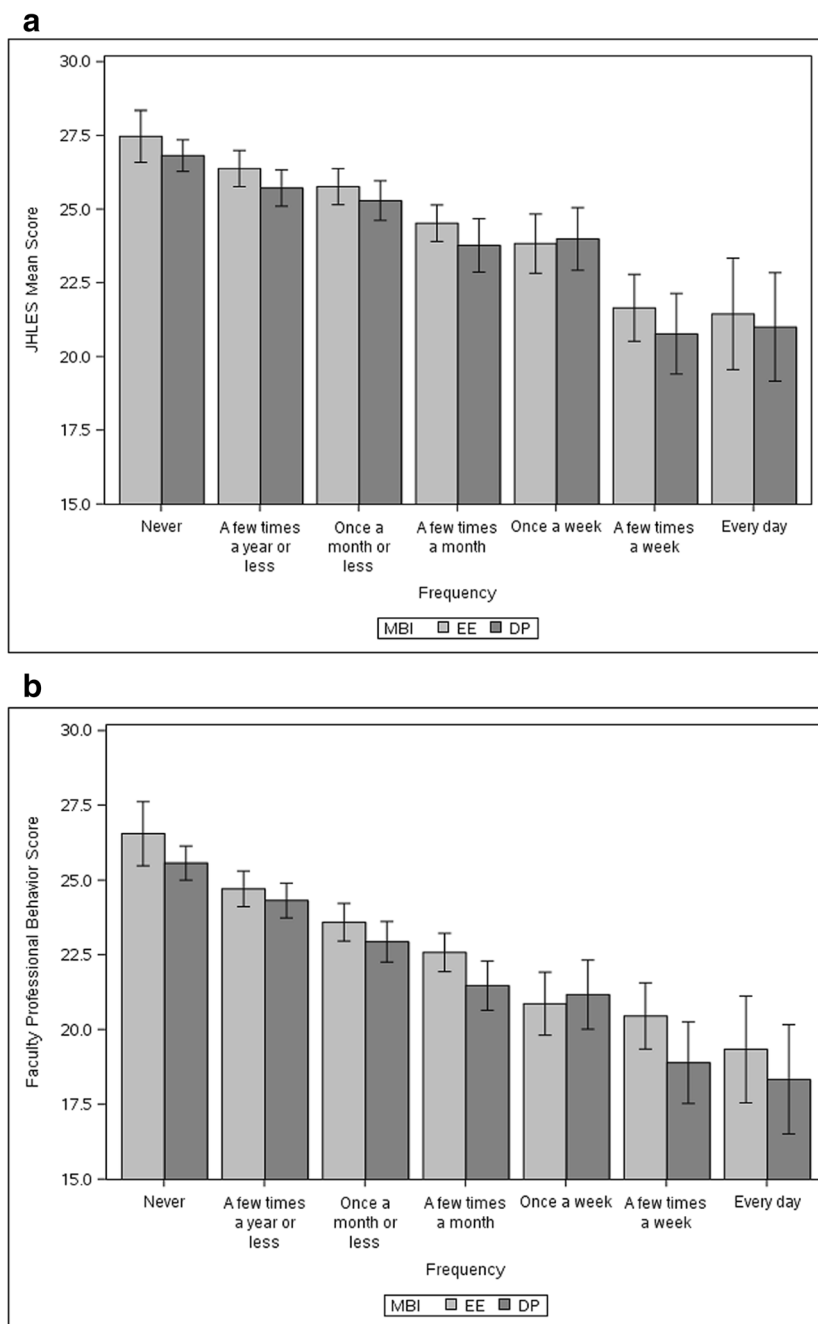 a
30.0
27.5
25.0
22.5
20.0
17.5
15.0
JHLES Mean Score
Never
A few times
a year or
less
Once a
month or
less
A few times
a month
Once a week
A few times
a week
Every day
Frequency
MBI EE DP
b
30.0
27.5
25.0
22.5
20.0
17.5
15.0
Faculty Professional Behavior Score
Never
A few times
a year or
less
Once a
month or
less
A few times
a month
Once a week
A few times
a week
Every day
Frequency
MBI EE DP